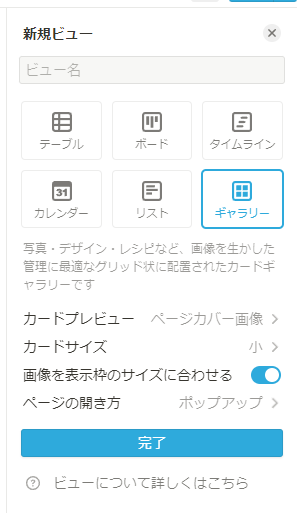 新規ビュー
ビュー名
テーブル
ボード
タイムライン
31
カレンダー
リスト
ギャラリー
写真・デザイン・レシピなど、画像を生かした
管理に最適なグリッド状に配置されたカードギ
ャラリーです
カードプレビュー ページカバー画像
カードサイズ 小
画像を表示枠のサイズに合わせる
ページの開き方 ポップアップ
完了
ビューについて詳しくはこちら